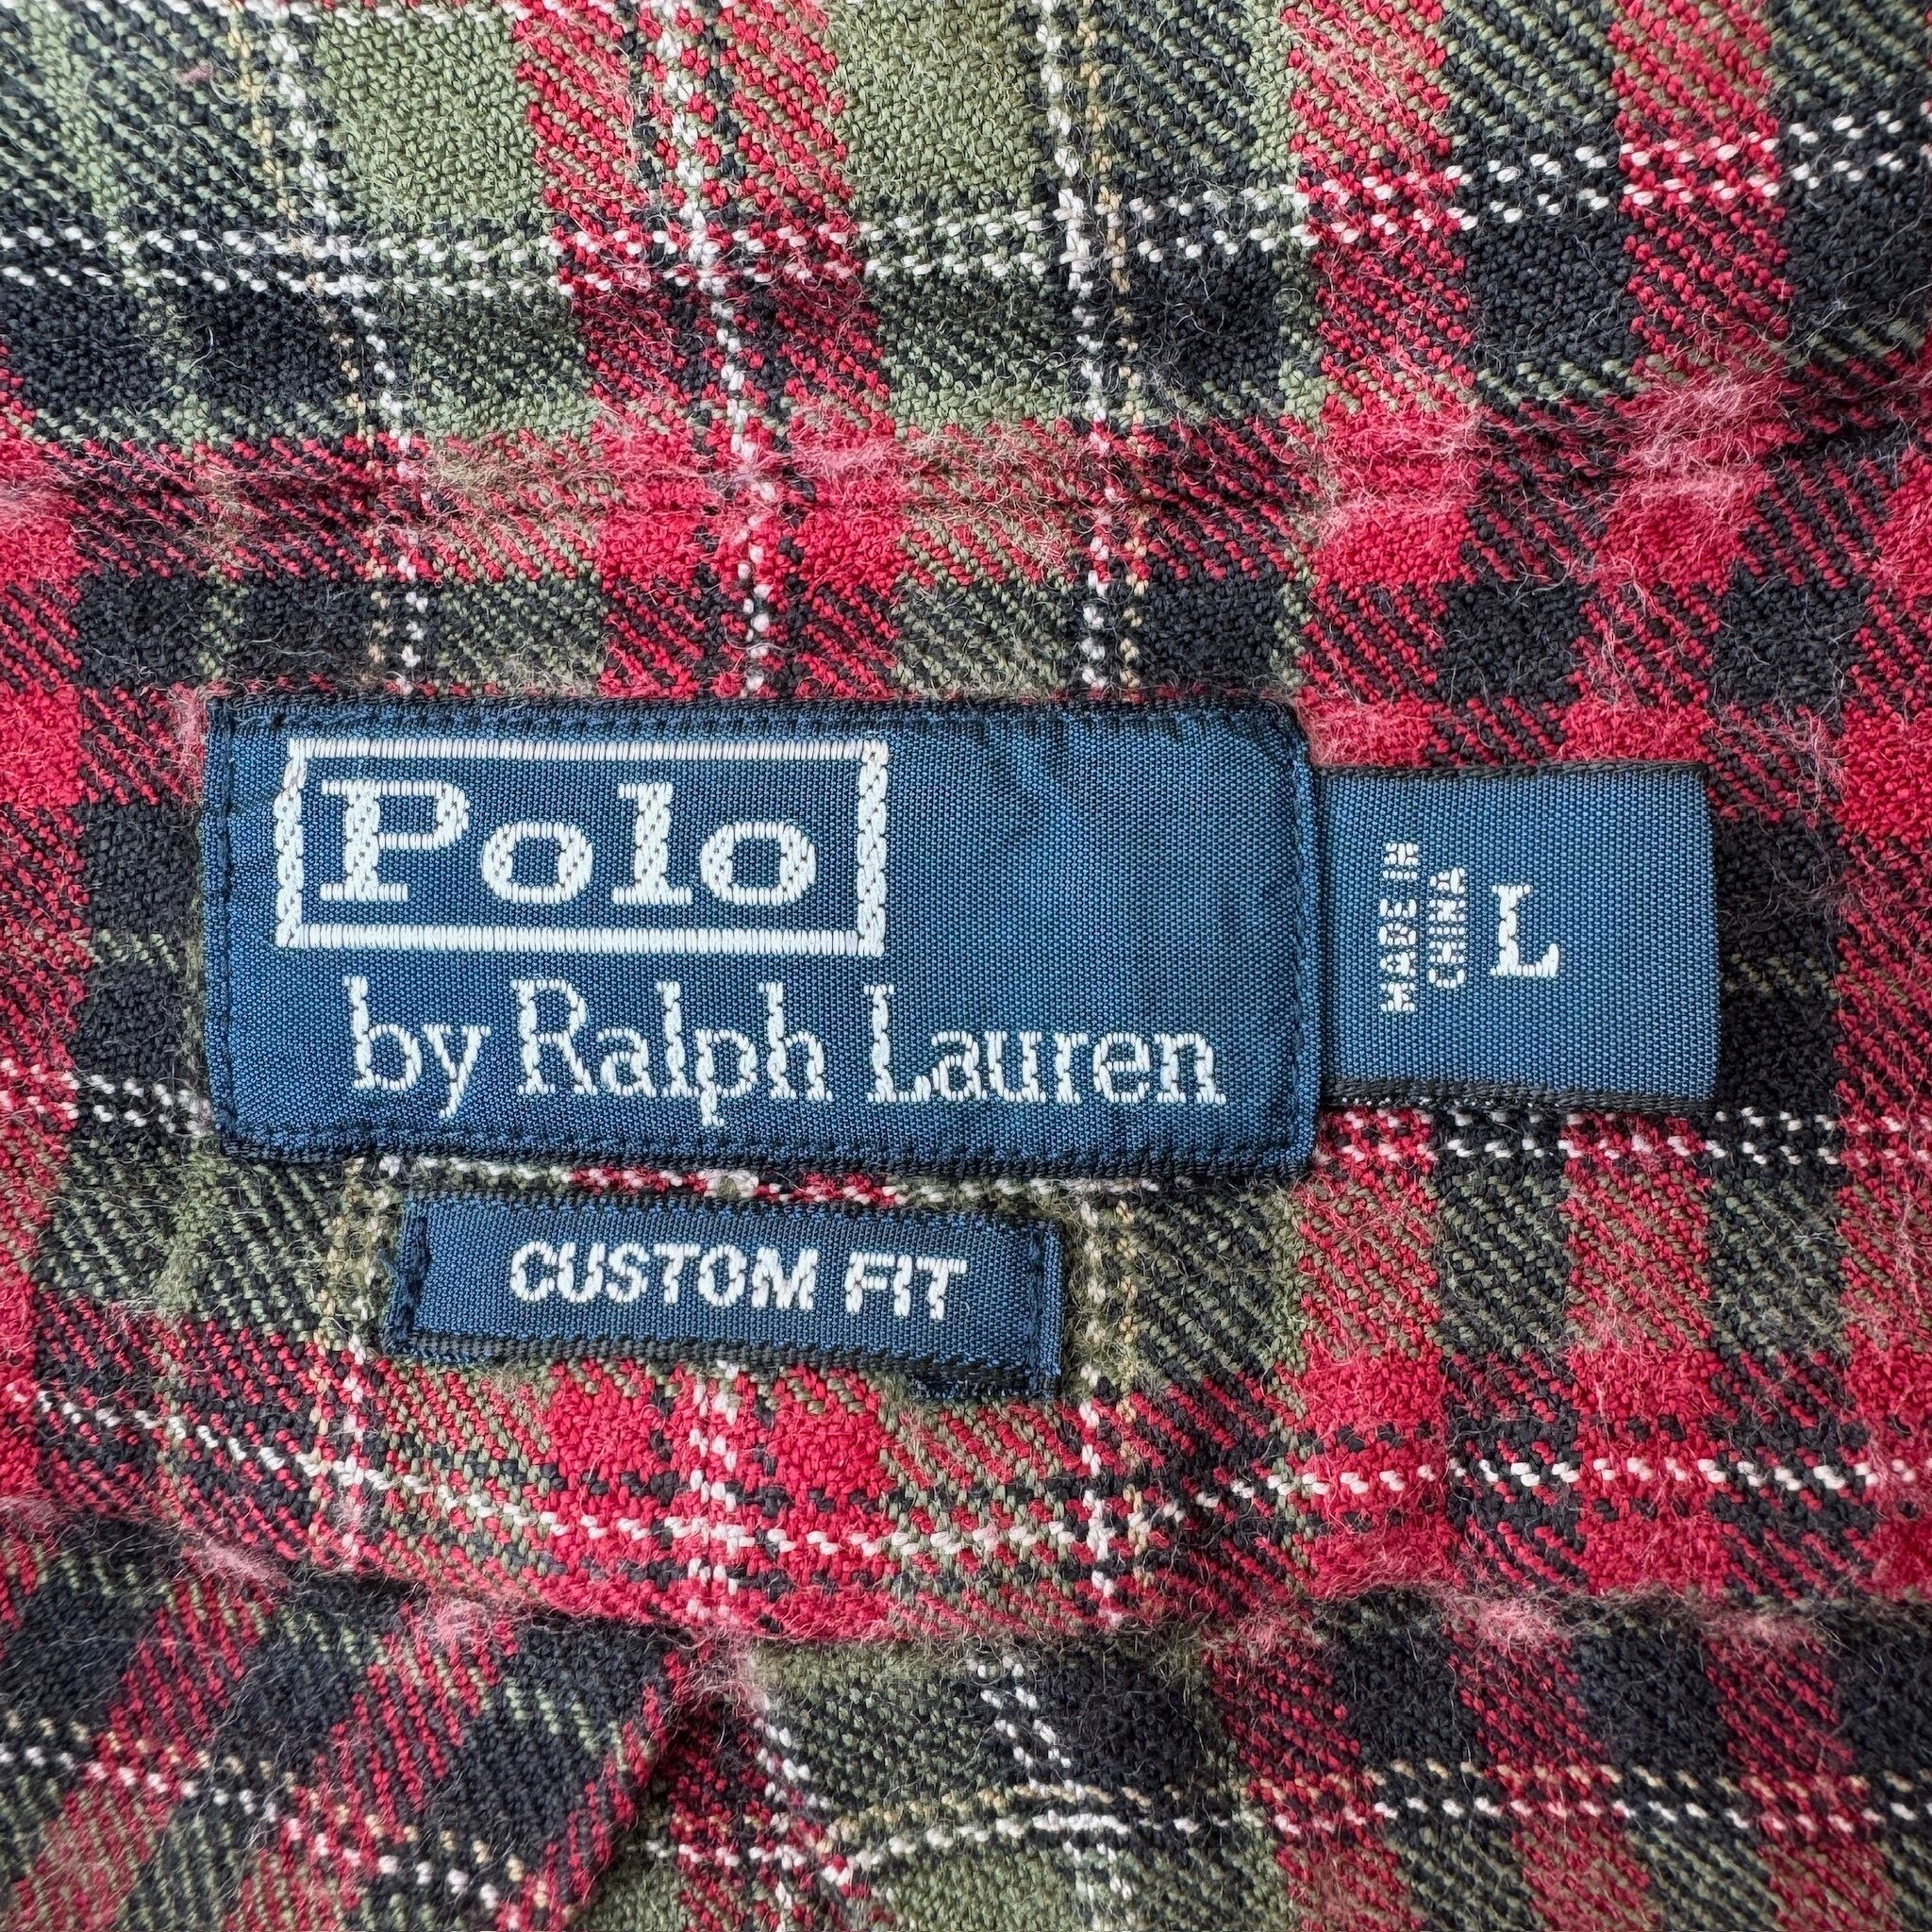 Polo
by Ralph Lauren
MADE IN
CHINA
L
CUSTOM FIT